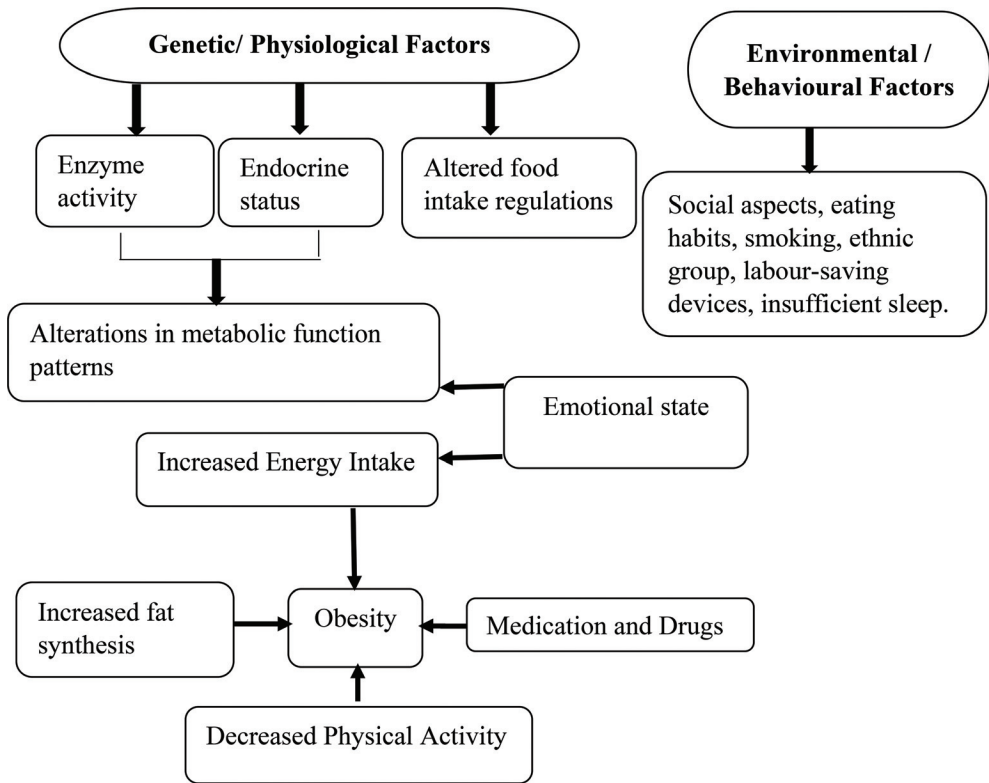 Genetic/ Physiological Factors
Environmental /
Behavioural Factors
Enzyme
activity
Endocrine
status
Altered food
intake regulations
Social aspects, eating
habits, smoking, ethnic
group, labour-saving
devices, insufficient sleep.
Alterations in metabolic function
patterns
Emotional state
Increased Energy Intake
Increased fat
synthesis
Obesity
Medication and Drugs
Decreased Physical Activity